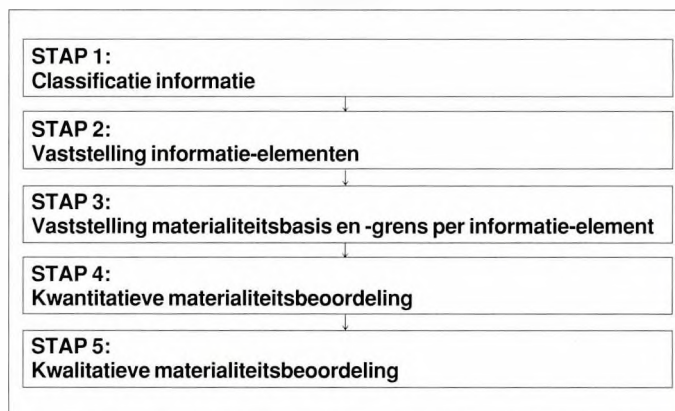 STAP 1:
Classificatie informatie
STAP 2:
Vaststelling informatie-elementen
STAP 3:
Vaststelling materialiteitsbasis en -grens per informatie-element
STAP 4:
Kwantitatieve materialiteitsbeoordeling
STAP 5:
Kwalitatieve materialiteitsbeoordeling